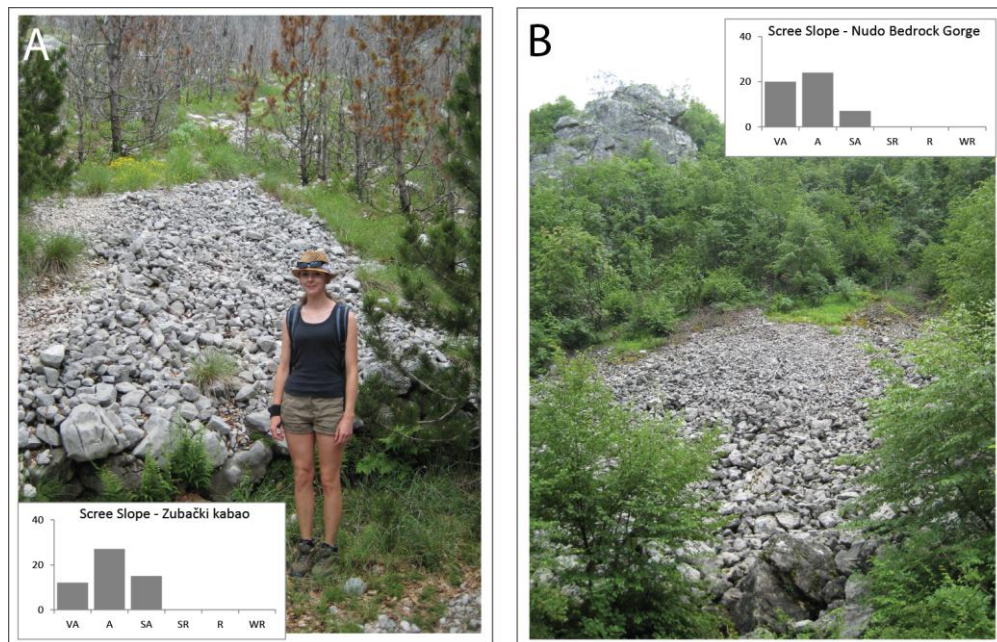 A
Scree Slope - Zubački kabao
40
20
0
VA A SA SR R WR
B
Scree Slope - Nudo Bedrock Gorge
40
20
0
VA A SA SR R WR